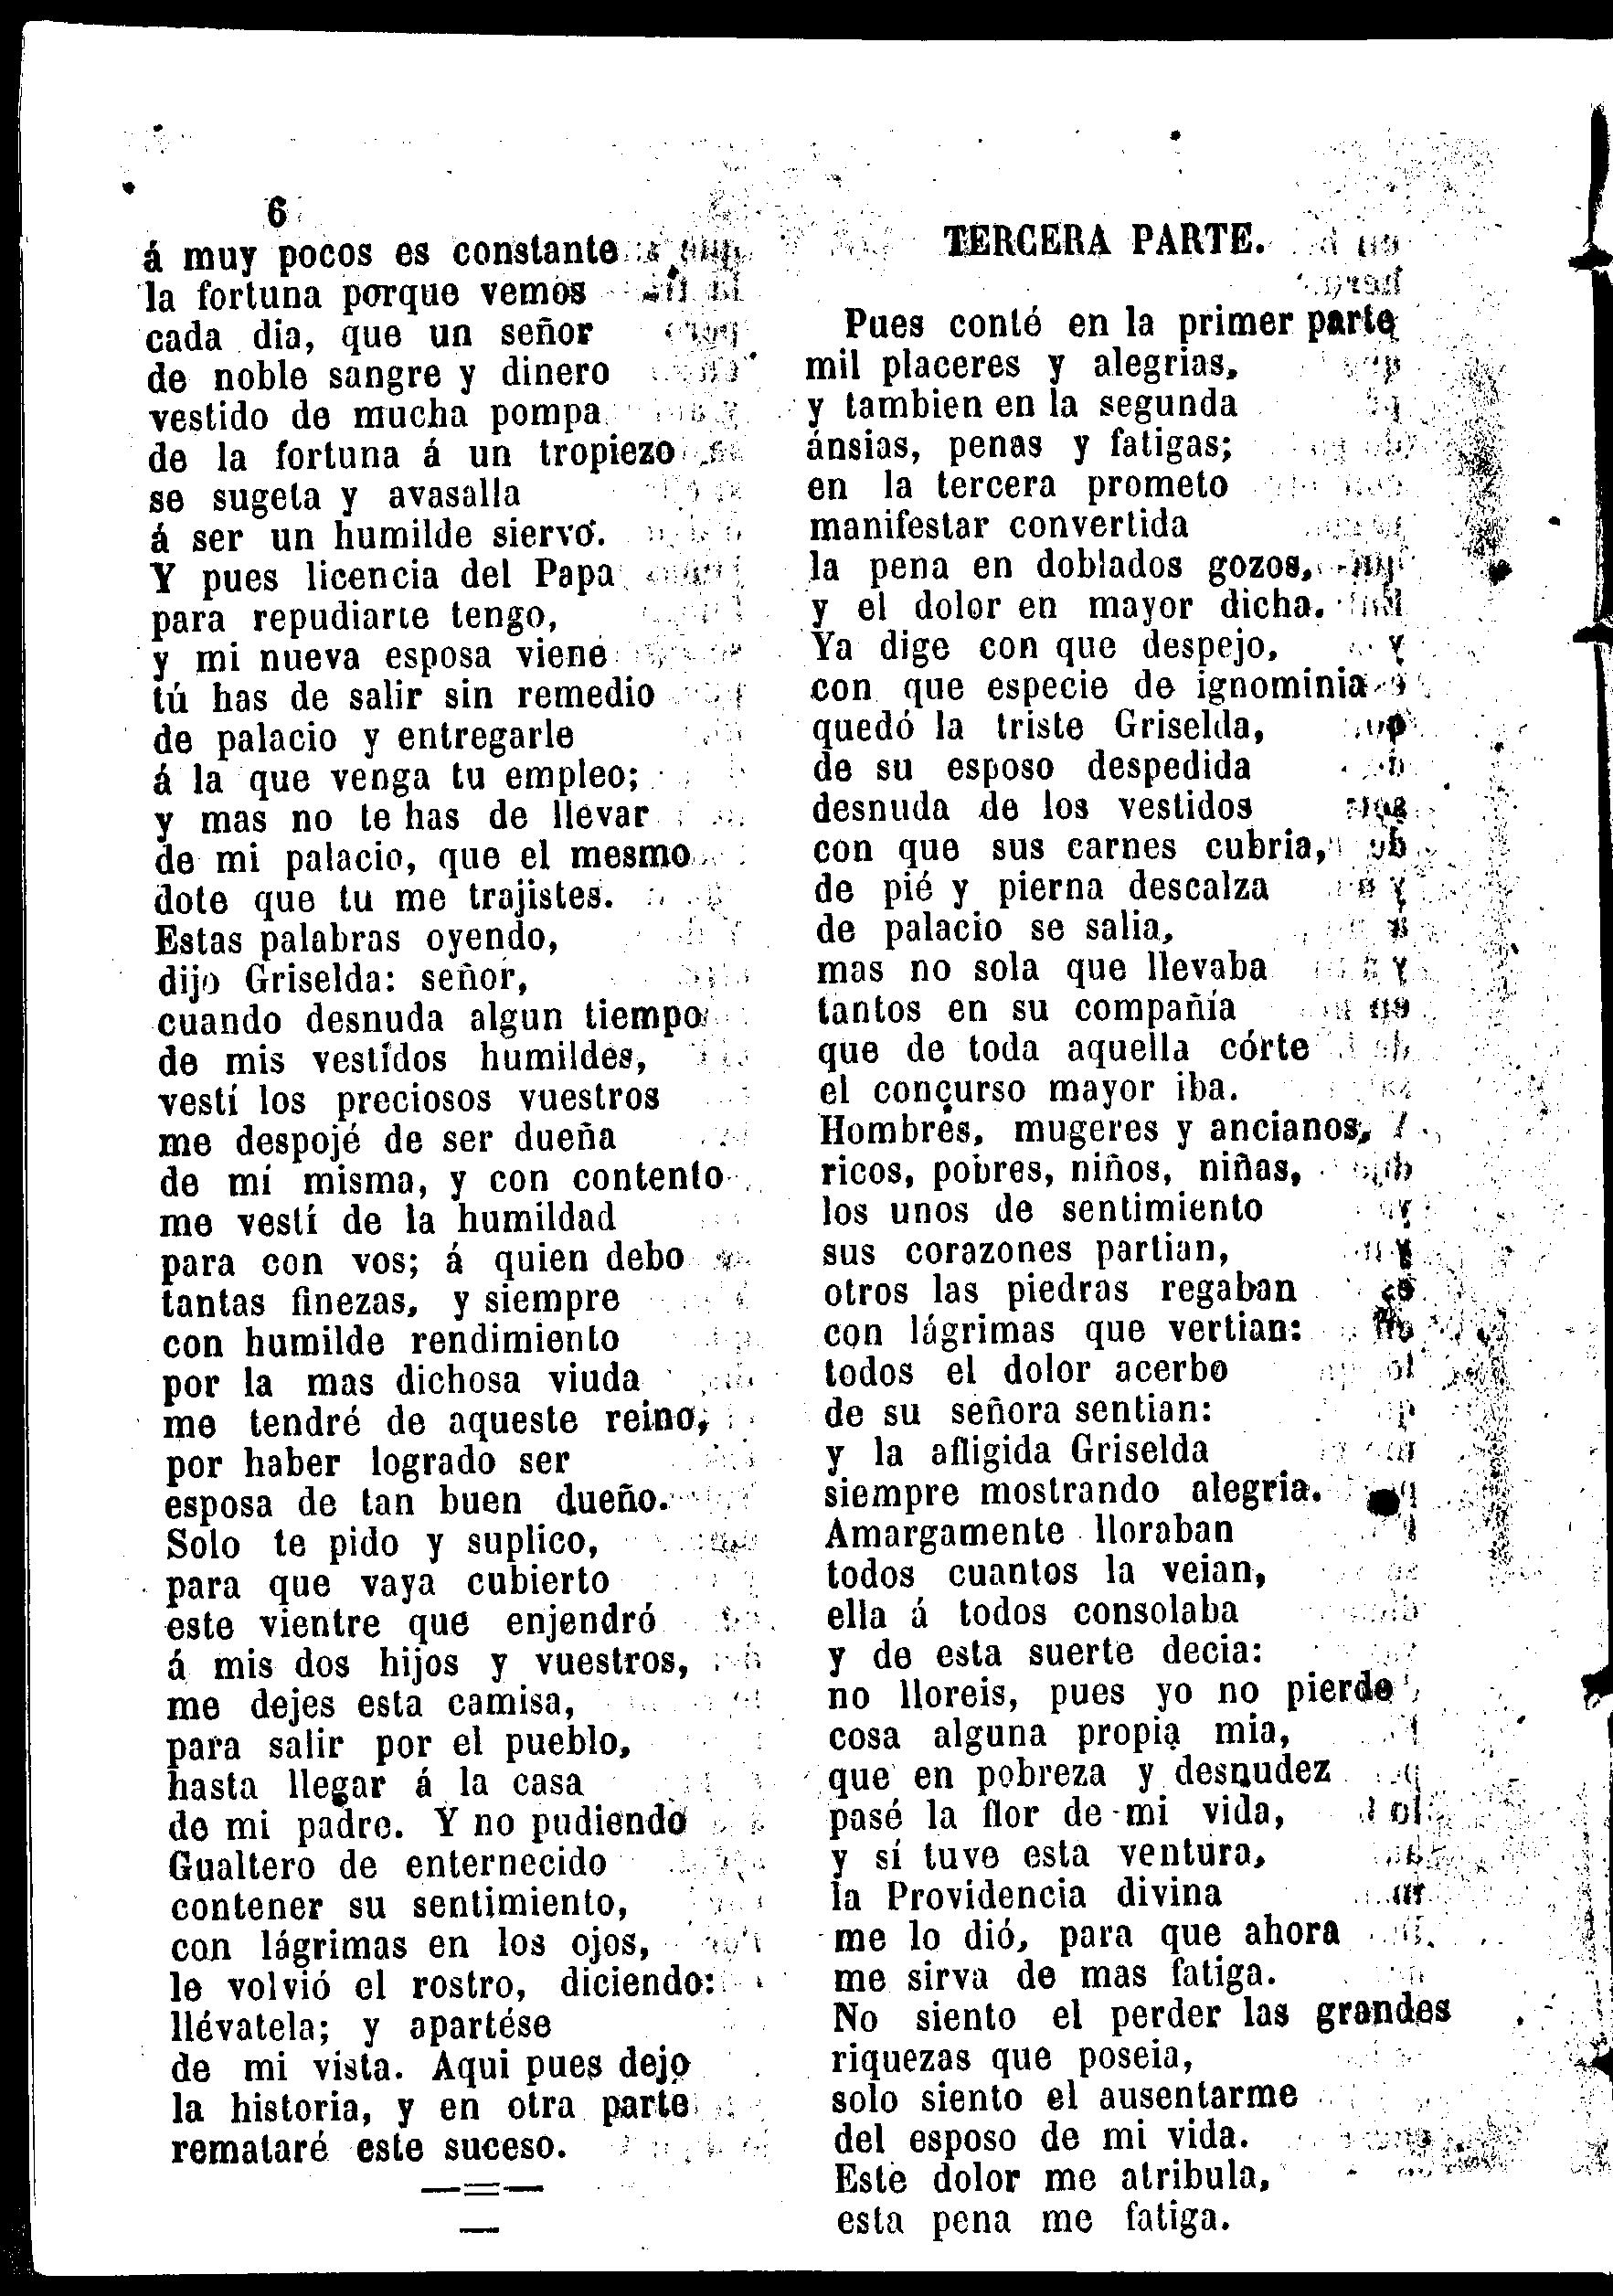 6
á muy pocos es constante
la fortuna porque vemos
cada dia, que un señor
de noble sangre y dinero
vestido de mucha pompa
de la fortuna á un tropiezo
se sugeta y avasalla
á ser un humilde siervo.
Y pues licencia del Papa
para repudiarte tengo,
y mi nueva esposa viene
tú has de salir sin remedio
de palacio y entregarle
á la que venga tu empleo;
y mas no te has de llevar
de mi palacio, que el mesmo
dote que tu me trajistes.
Estas palabras oyendo,
dijo Griselda: señor,
cuando desnuda algun tiempo
de mis vestídos humildes,
vestí los preciosos vuestros
me despojé de ser dueña
de mí misma, y con contento
me vestí de la humildad
para con vos; á quien debo
tantas finezas, y siempre
con humilde rendimiento
por la mas dichosa viuda
me tendré de aqueste reino,
por haber logrado ser
esposa de tan buen dueño.
Solo te pido y suplico,
para que vaya cubierto
este vientre que enjendró
á mis dos hijos y vuestros,
me dejes esta camisa,
para salir por el pueblo,
hasta llegar á la casa
de mi padre. Y no pudiendo
Gualtero de enternecido
contener su sentimiento,
con lágrimas en los ojos,
le volvió el rostro, diciendo:
llévatela; y apartése
de mi vista. Aqui pues dejo
la historia, y en otra parte
remataré este suceso.
TERCERA PARTE.
Pues conté en la primer parte
mil placeres y alegrias,
y tambien en la segunda
ánsias, penas y fatigas;
en la tercera prometo
manifestar convertida
la pena en doblados gozos,
y el dolor en mayor dicha.
Ya dige con que despejo,
con que especie de ignominia
quedó la triste Griselda,
de su esposo despedida
desnuda de los vestidos
con que sus carnes cubria,
de pié y pierna descalza
de palacio se salia,
mas no sola que llevaba
tantos en su compañía
que de toda aquella córte
el concurso mayor iba.
Hombres, mugeres y ancianos,
ricos, pobres, niños, niñas,
los unos de sentimiento
sus corazones partian,
otros las piedras regaban
con lágrimas que vertian:
todos el dolor acerbo
de su señora sentian:
y la afligida Griselda
siempre mostrando alegria.
Amargamente lloraban
todos cuantos la veian,
ella á todos consolaba
y de esta suerte decia:
no lloreis, pues yo no pierdo
cosa alguna propia mia,
que en pobreza y desnudez
pasé la flor de mi vida,
y sí tuve esta ventura,
la Providencia divina
me lo dió, para que ahora
me sirva de mas fatiga.
No siento el perder las grandes
riquezas que poseia,
solo siento el ausentarme
del esposo de mi vida.
Este dolor me atribula,
esta pena me fatiga.